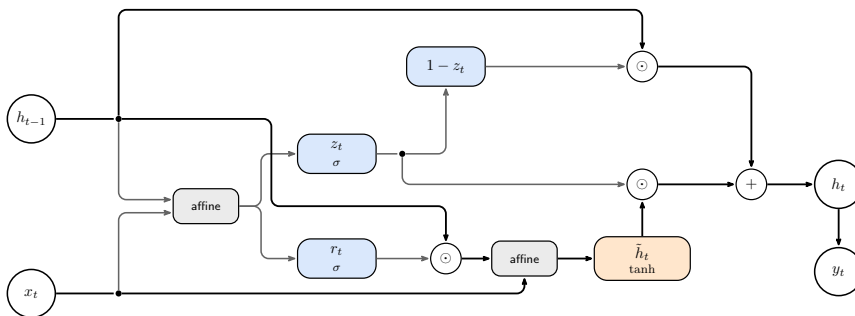 1 − z_t
⊙
h_{t−1}
z_t
σ
⊙
+
h_t
affine
r_t
σ
⊙
affine
h̃_t
tanh
y_t
x_t